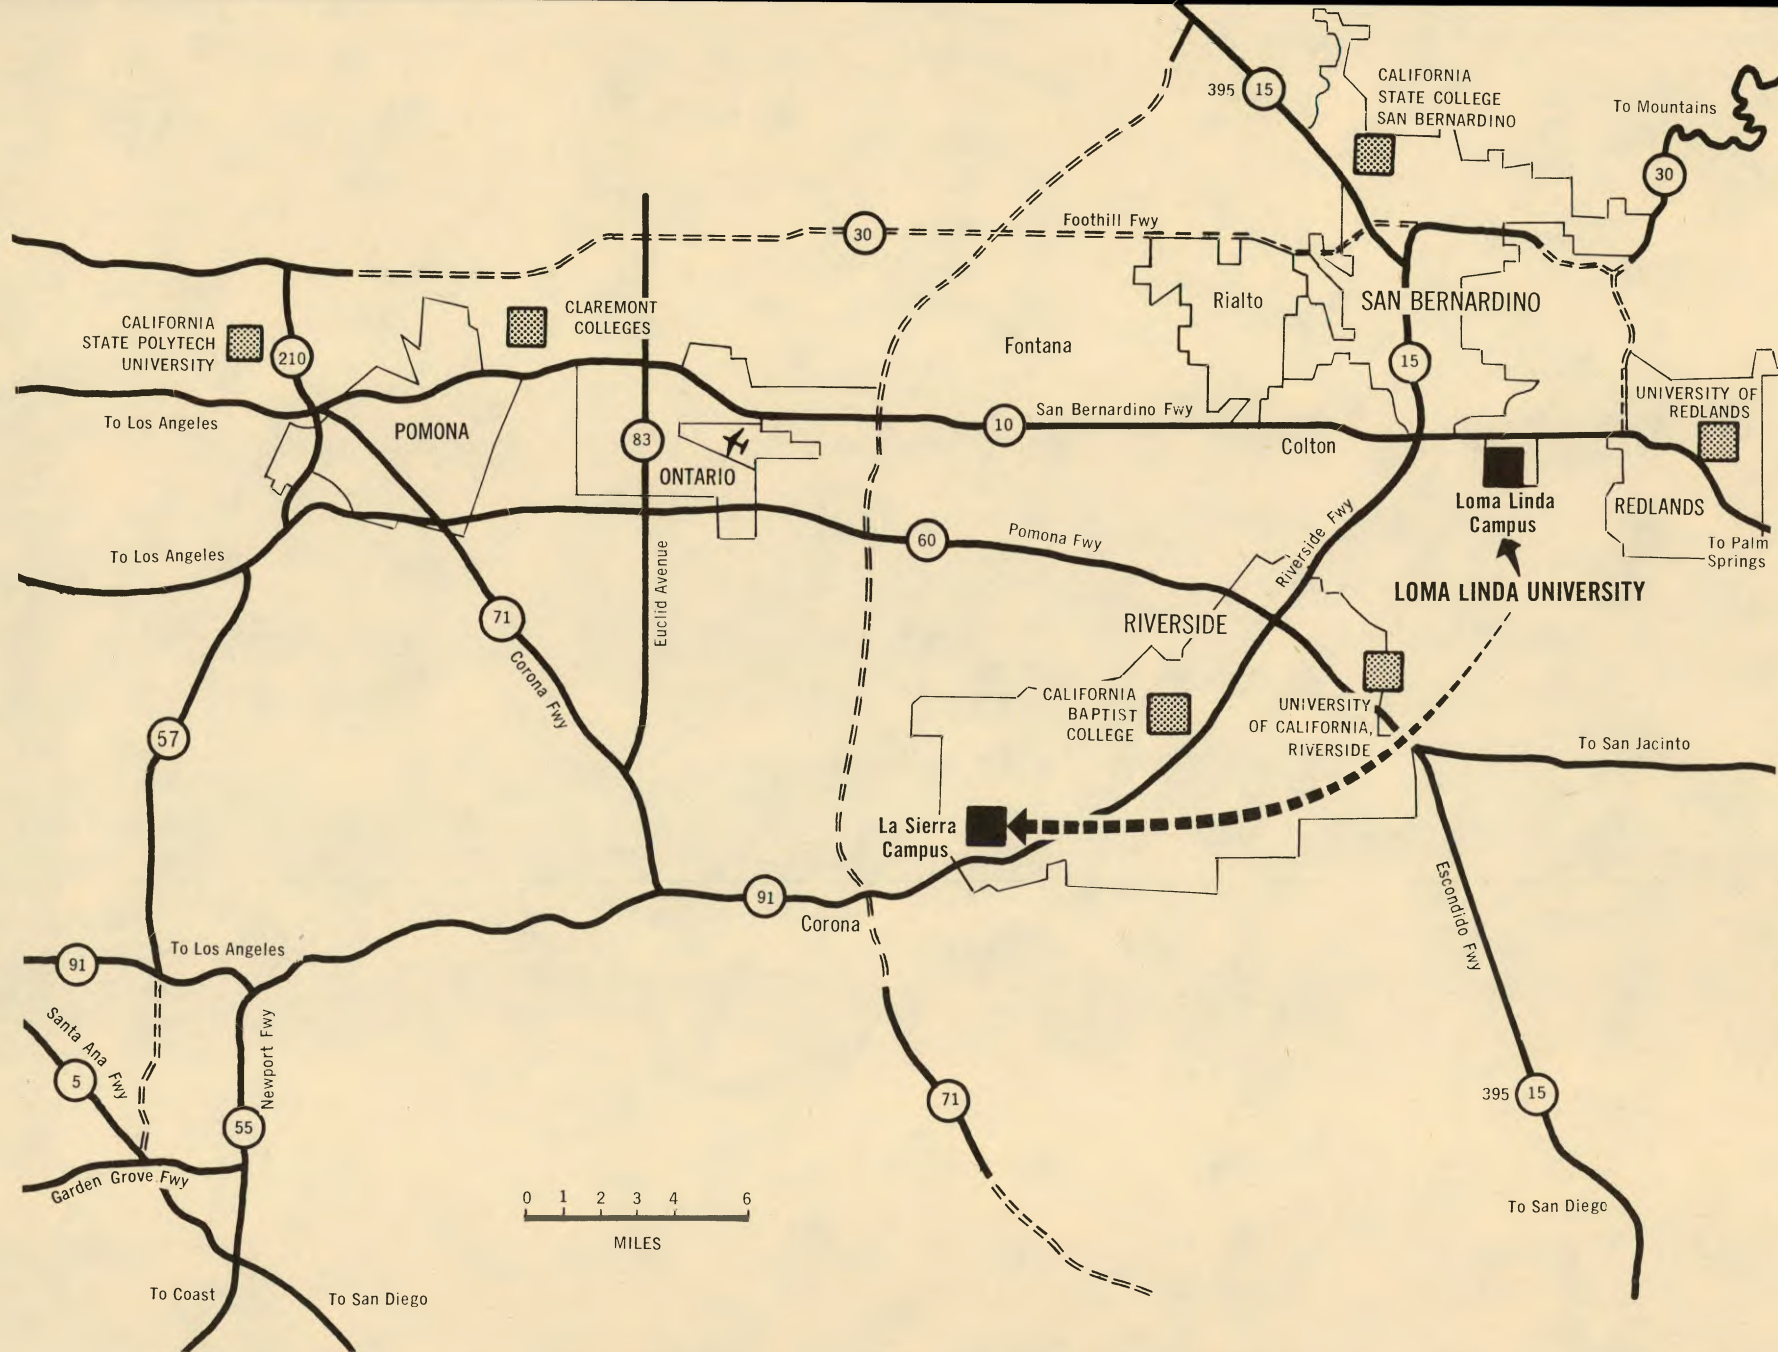 395
15
CALIFORNIA
STATE COLLEGE
SAN BERNARDINO
To Mountains
30
30
Foothill Fwy
CALIFORNIA
STATE POLYTECH
UNIVERSITY
210
CLAREMONT
COLLEGES
Rialto
SAN BERNARDINO
Fontana
15
To Los Angeles
POMONA
83
ONTARIO
10
San Bernardino Fwy
Colton
UNIVERSITY OF
REDLANDS
Loma Linda
Campus
REDLANDS
To Palm
Springs
To Los Angeles
60
Pomona Fwy
Riverside Fwy
LOMA LINDA UNIVERSITY
71
Corona Fwy
Euclid Avenue
RIVERSIDE
57
CALIFORNIA
BAPTIST
COLLEGE
UNIVERSITY
OF CALIFORNIA,
RIVERSIDE
To San Jacinto
La Sierra
Campus
91
Corona
Escondido Fwy
91
To Los Angeles
Santa Ana Fwy
5
Newport Fwy
55
71
395
15
Garden Grove Fwy
0 1 2 3 4 6
MILES
To San Diego
To Coast
To San Diego